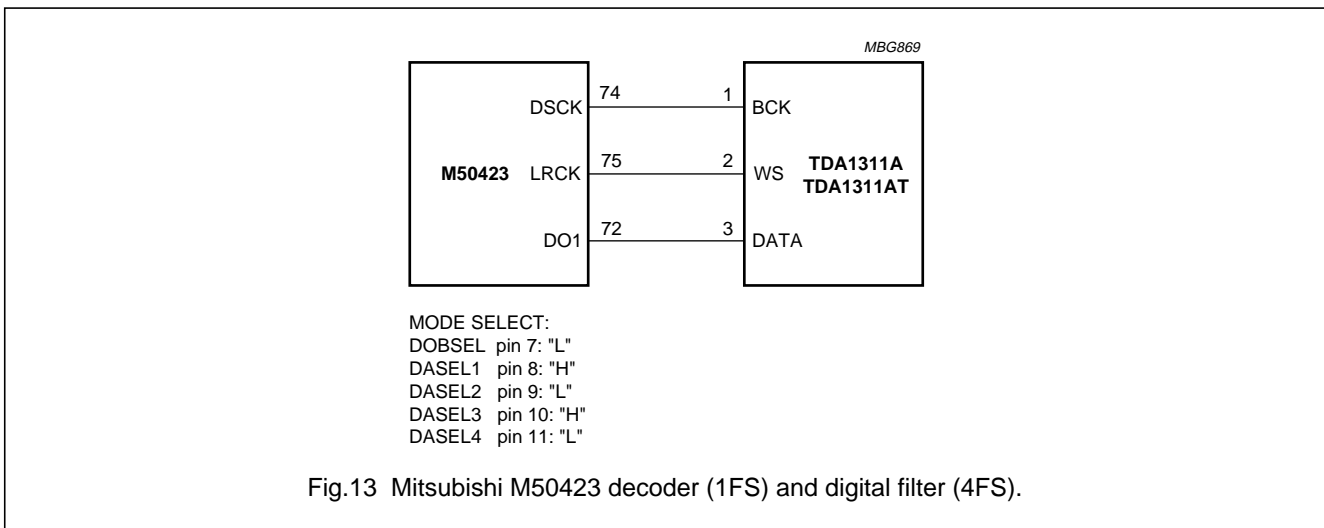 MBG869
DSCK 74 1 BCK
M50423 LRCK 75 2 WS TDA1311A
TDA1311AT
DO1 72 3 DATA
MODE SELECT:
DOBSEL pin 7: "L"
DASEL1 pin 8: "H"
DASEL2 pin 9: "L"
DASEL3 pin 10: "H"
DASEL4 pin 11: "L"
Fig.13 Mitsubishi M50423 decoder (1FS) and digital filter (4FS).